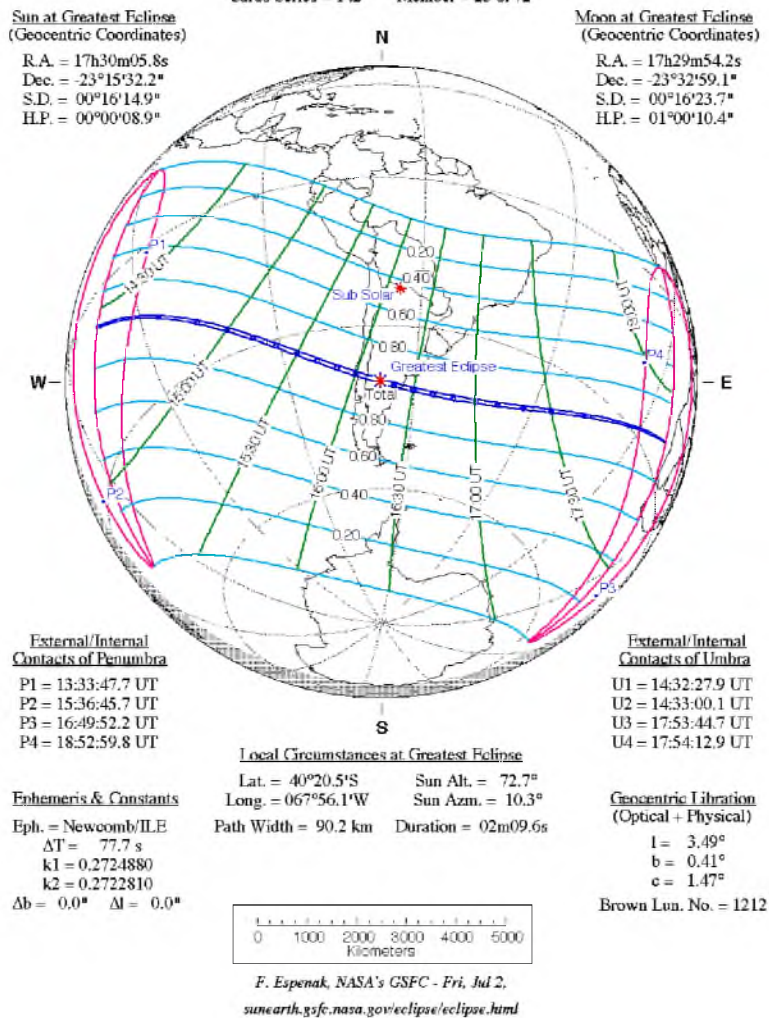 Sun at Greatest Eclipse
(Geocentric Coordinates)
R.A. = 17h30m05.8s
Dec. = -23°15'32.2"
S.D. = 00°16'14.9"
H.P. = 00°00'08.9"
Moon at Greatest Eclipse
(Geocentric Coordinates)
R.A. = 17h29m54.2s
Dec. = -23°32'59.1"
S.D. = 00°16'23.7"
H.P. = 01°00'10.4"
N
P1
14:30 UT
15:00 UT
15:30 UT
16:00 UT
16:30 UT
17:00 UT
17:30 UT
18:00 UT
0.20
0.40
Sub Solar
0.60
0.80
P4
Greatest Eclipse
W
E
Total
0.80
0.60
0.40
0.20
P2
P3
S
External/Internal
Contacts of Penumbra
P1 = 13:33:47.7 UT
P2 = 15:36:45.7 UT
P3 = 16:49:52.2 UT
P4 = 18:52:59.8 UT
External/Internal
Contacts of Umbra
U1 = 14:32:27.9 UT
U2 = 14:33:00.1 UT
U3 = 17:53:44.7 UT
U4 = 17:54:12.9 UT
Local Circumstances at Greatest Eclipse
Lat. = 40°20.5'S Sun Alt. = 72.7°
Long. = 067°56.1'W Sun Azm. = 10.3°
Path Width = 90.2 km Duration = 02m09.6s
Ephemeris & Constants
Eph. = Newcomb/ILE
ΔT = 77.7 s
k1 = 0.2724880
k2 = 0.2722810
Δb = 0.0" Δl = 0.0"
Geocentric Libration
(Optical + Physical)
l = 3.49°
b = 0.41°
c = 1.47°
Brown Lun. No. = 1212
0 1000 2000 3000 4000 5000
Kilometers
F. Espenak, NASA's GSFC - Fri, Jul 2,
sunearth.gsfc.nasa.gov/eclipse/eclipse.html